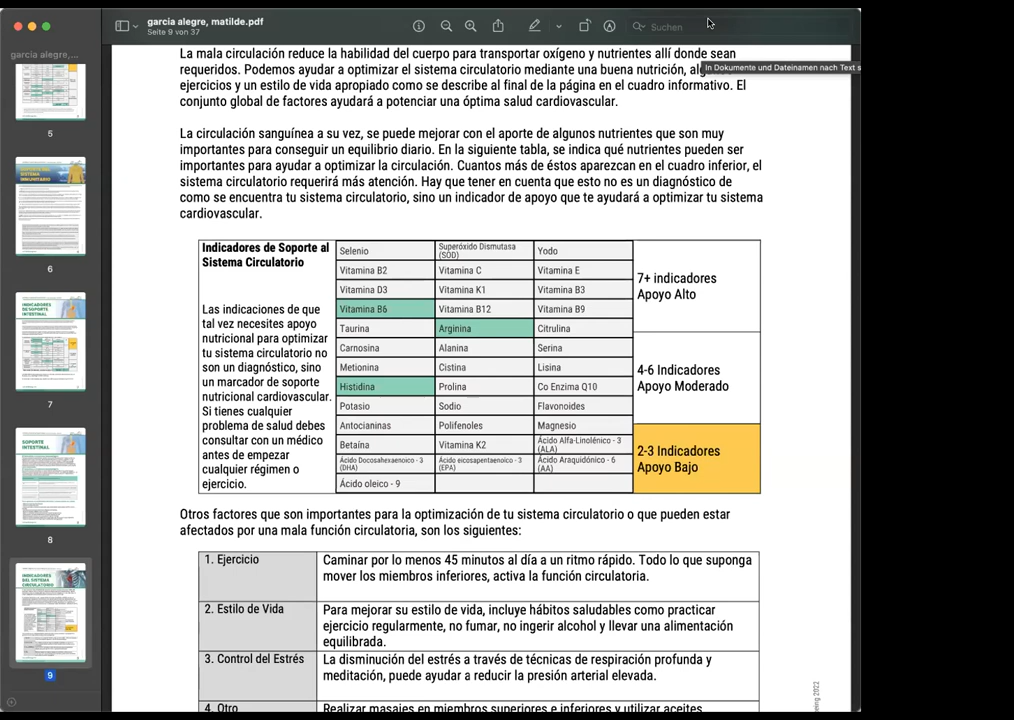 garcia alegre, matilde.pdf
Seite 9 von 37
Suchen
In Dokumente und Dateinamen nach Text s
garcia alegre,...
5
6
7
8
9
INDICADORES
DE SOPORTE
INTESTINAL
SOPORTE
INTESTINAL
INDICADORES
DEL SISTEMA
CIRCULATORIO
La mala circulación reduce la habilidad del cuerpo para transportar oxígeno y nutrientes allí donde sean
requeridos. Podemos ayudar a optimizar el sistema circulatorio mediante una buena nutrición,
ejercicios y un estilo de vida apropiado como se describe al final de la página en el cuadro informativo. El
conjunto global de factores ayudará a potenciar una óptima salud cardiovascular.
La circulación sanguínea a su vez, se puede mejorar con el aporte de algunos nutrientes que son muy
importantes para conseguir un equilibrio diario. En la siguiente tabla, se indica qué nutrientes pueden ser
importantes para ayudar a optimizar la circulación. Cuantos más de éstos aparezcan en el cuadro inferior, el
sistema circulatorio requerirá más atención. Hay que tener en cuenta que esto no es un diagnóstico de
como se encuentra tu sistema circulatorio, sino un indicador de apoyo que te ayudará a optimizar tu sistema
cardiovascular.
Indicadores de Soporte al
Sistema Circulatorio
Las indicaciones de que
tal vez necesites apoyo
nutricional para optimizar
tu sistema circulatorio no
son un diagnóstico, sino
un marcador de soporte
nutricional cardiovascular.
Si tienes cualquier
problema de salud debes
consultar con un médico
antes de empezar
cualquier régimen o
ejercicio.
Selenio
Superóxido Dismutasa
(SOD)
Yodo
Vitamina B2
Vitamina C
Vitamina E
Vitamina D3
Vitamina K1
Vitamina B3
Vitamina B6
Vitamina B12
Vitamina B9
Taurina
Arginina
Citrulina
Carnosina
Alanina
Serina
Metionina
Cistina
Lisina
Histidina
Prolina
Co Enzima Q10
Potasio
Sodio
Flavonoides
Antocianinas
Polifenoles
Magnesio
Betaína
Vitamina K2
Ácido Alfa-Linolénico - 3
(ALA)
Ácido Docosahexaenoico - 3
(DHA)
Ácido eicosapentaenoico - 3
(EPA)
Ácido Araquidónico - 6
(AA)
Ácido oleico - 9
7+ indicadores
Apoyo Alto
4-6 Indicadores
Apoyo Moderado
2-3 Indicadores
Apoyo Bajo
Otros factores que son importantes para la optimización de tu sistema circulatorio o que pueden estar
afectados por una mala función circulatoria, son los siguientes:
1. Ejercicio
Caminar por lo menos 45 minutos al día a un ritmo rápido. Todo lo que suponga
mover los miembros inferiores, activa la función circulatoria.
2. Estilo de Vida
Para mejorar su estilo de vida, incluye hábitos saludables como practicar
ejercicio regularmente, no fumar, no ingerir alcohol y llevar una alimentación
equilibrada.
3. Control del Estrés
La disminución del estrés a través de técnicas de respiración profunda y
meditación, puede ayudar a reducir la presión arterial elevada.
4. Otro
Realizar masajes en miembros superiores e inferiores y utilizar aceites
eing 2022